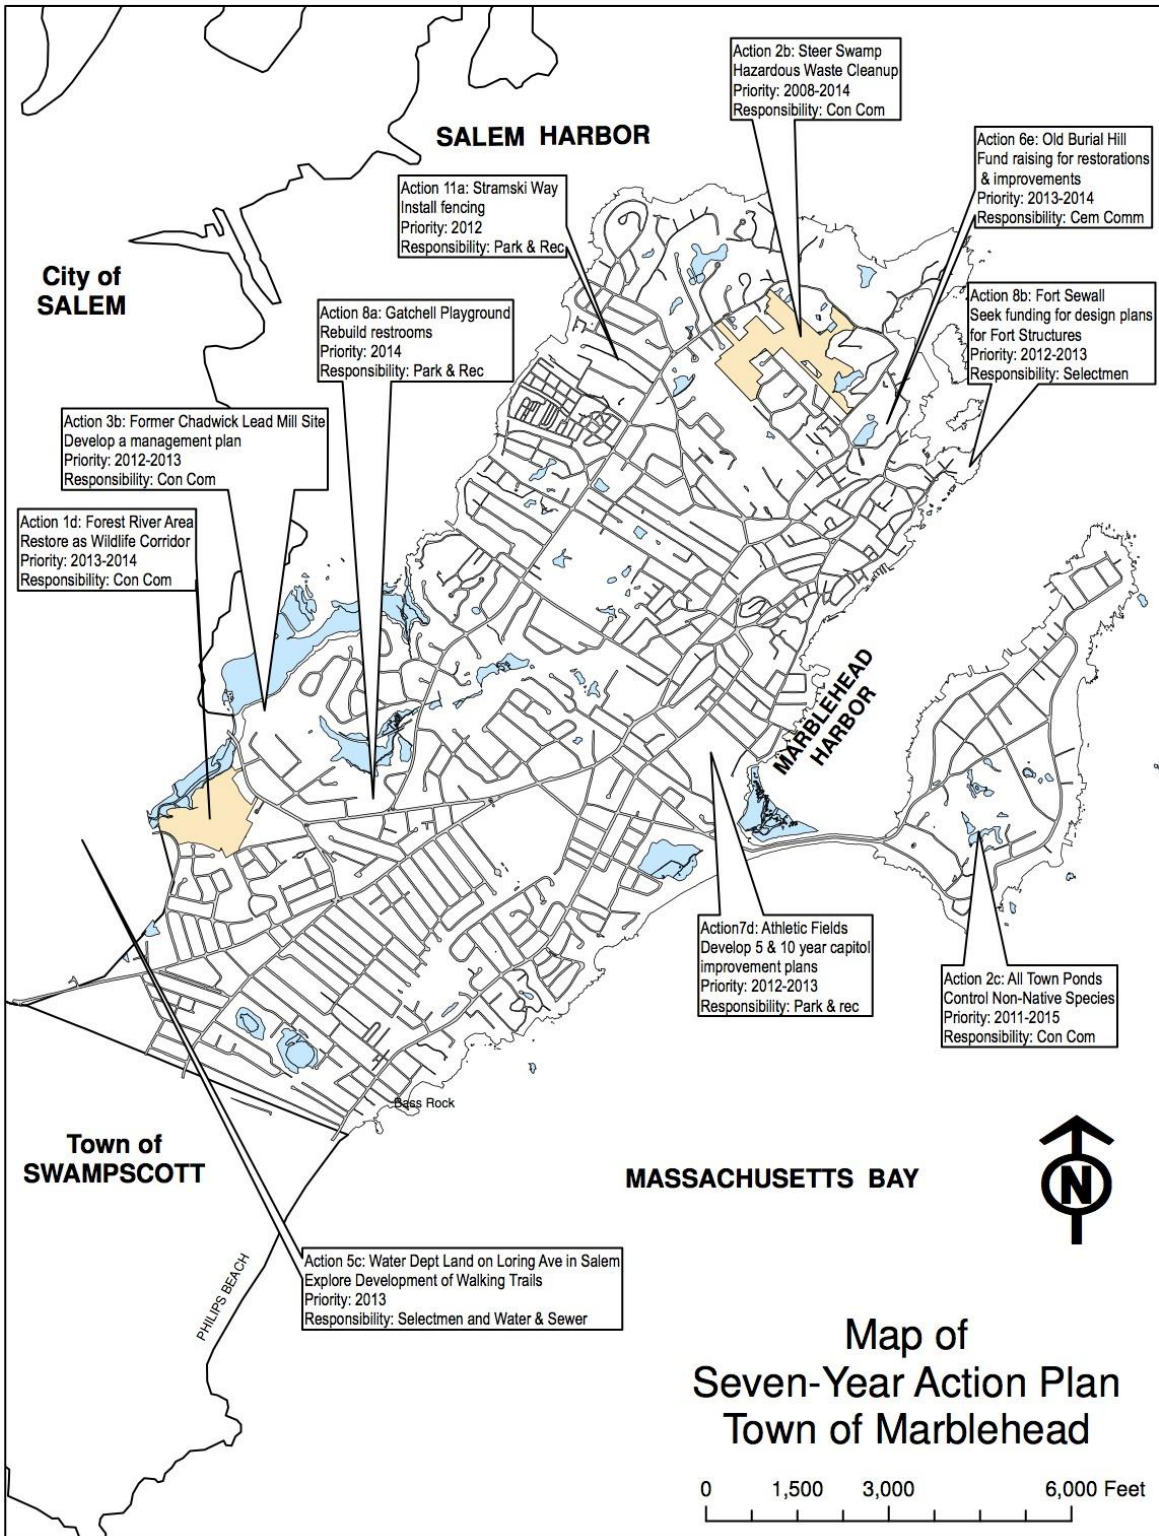 Action 2b: Steer Swamp
Hazardous Waste Cleanup
Priority: 2008-2014
Responsibility: Con Com
SALEM HARBOR
Action 6e: Old Burial Hill
Fund raising for restorations
& improvements
Priority: 2013-2014
Responsibility: Cem Comm
Action 11a: Stramski Way
Install fencing
Priority: 2012
Responsibility: Park & Rec
City of
SALEM
Action 8b: Fort Sewall
Seek funding for design plans
for Fort Structures
Priority: 2012-2013
Responsibility: Selectmen
Action 8a: Gatchell Playground
Rebuild restrooms
Priority: 2014
Responsibility: Park & Rec
Action 3b: Former Chadwick Lead Mill Site
Develop a management plan
Priority: 2012-2013
Responsibility: Con Com
Action 1d: Forest River Area
Restore as Wildlife Corridor
Priority: 2013-2014
Responsibility: Con Com
MARBLEHEAD
HARBOR
Action7d: Athletic Fields
Develop 5 & 10 year capitol
improvement plans
Priority: 2012-2013
Responsibility: Park & rec
Action 2c: All Town Ponds
Control Non-Native Species
Priority: 2011-2015
Responsibility: Con Com
Bass Rock
Town of
SWAMPSCOTT
MASSACHUSETTS BAY
N
Action 5c: Water Dept Land on Loring Ave in Salem
Explore Development of Walking Trails
Priority: 2013
Responsibility: Selectmen and Water & Sewer
PHILIPS BEACH
Map of
Seven-Year Action Plan
Town of Marblehead
0 1,500 3,000 6,000 Feet